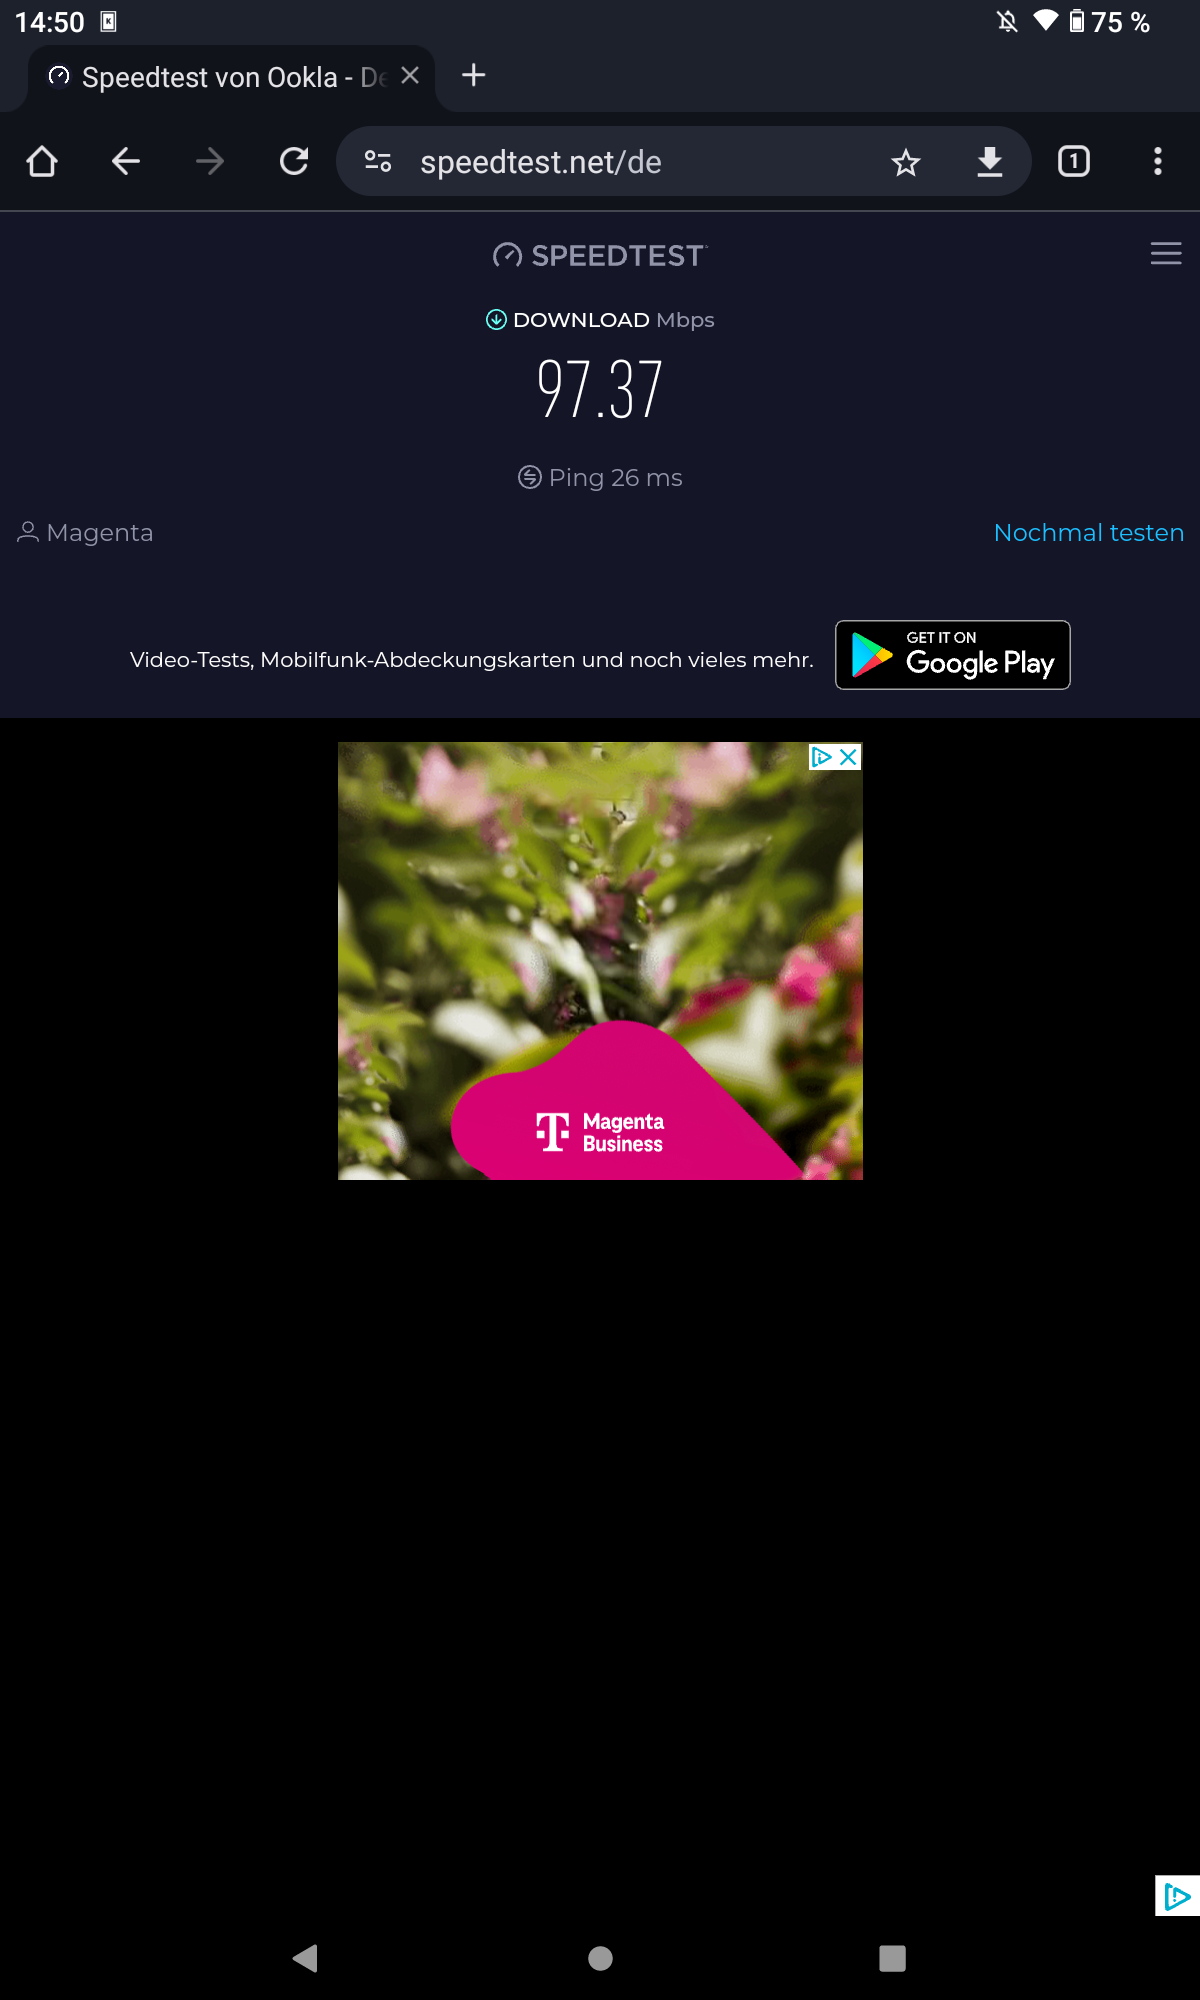 14:50
75 %
Speedtest von Ookla - De
speedtest.net/de
1
SPEEDTEST
DOWNLOAD Mbps
97.37
Ping 26 ms
Magenta
Nochmal testen
Video-Tests, Mobilfunk-Abdeckungskarten und noch vieles mehr.
GET IT ON
Google Play
T Magenta
Business